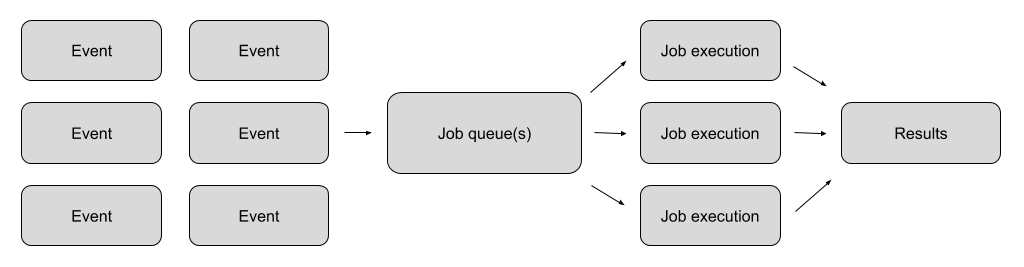 Event
Event
Job execution
Event
Event
Job queue(s)
Job execution
Results
Event
Event
Job execution